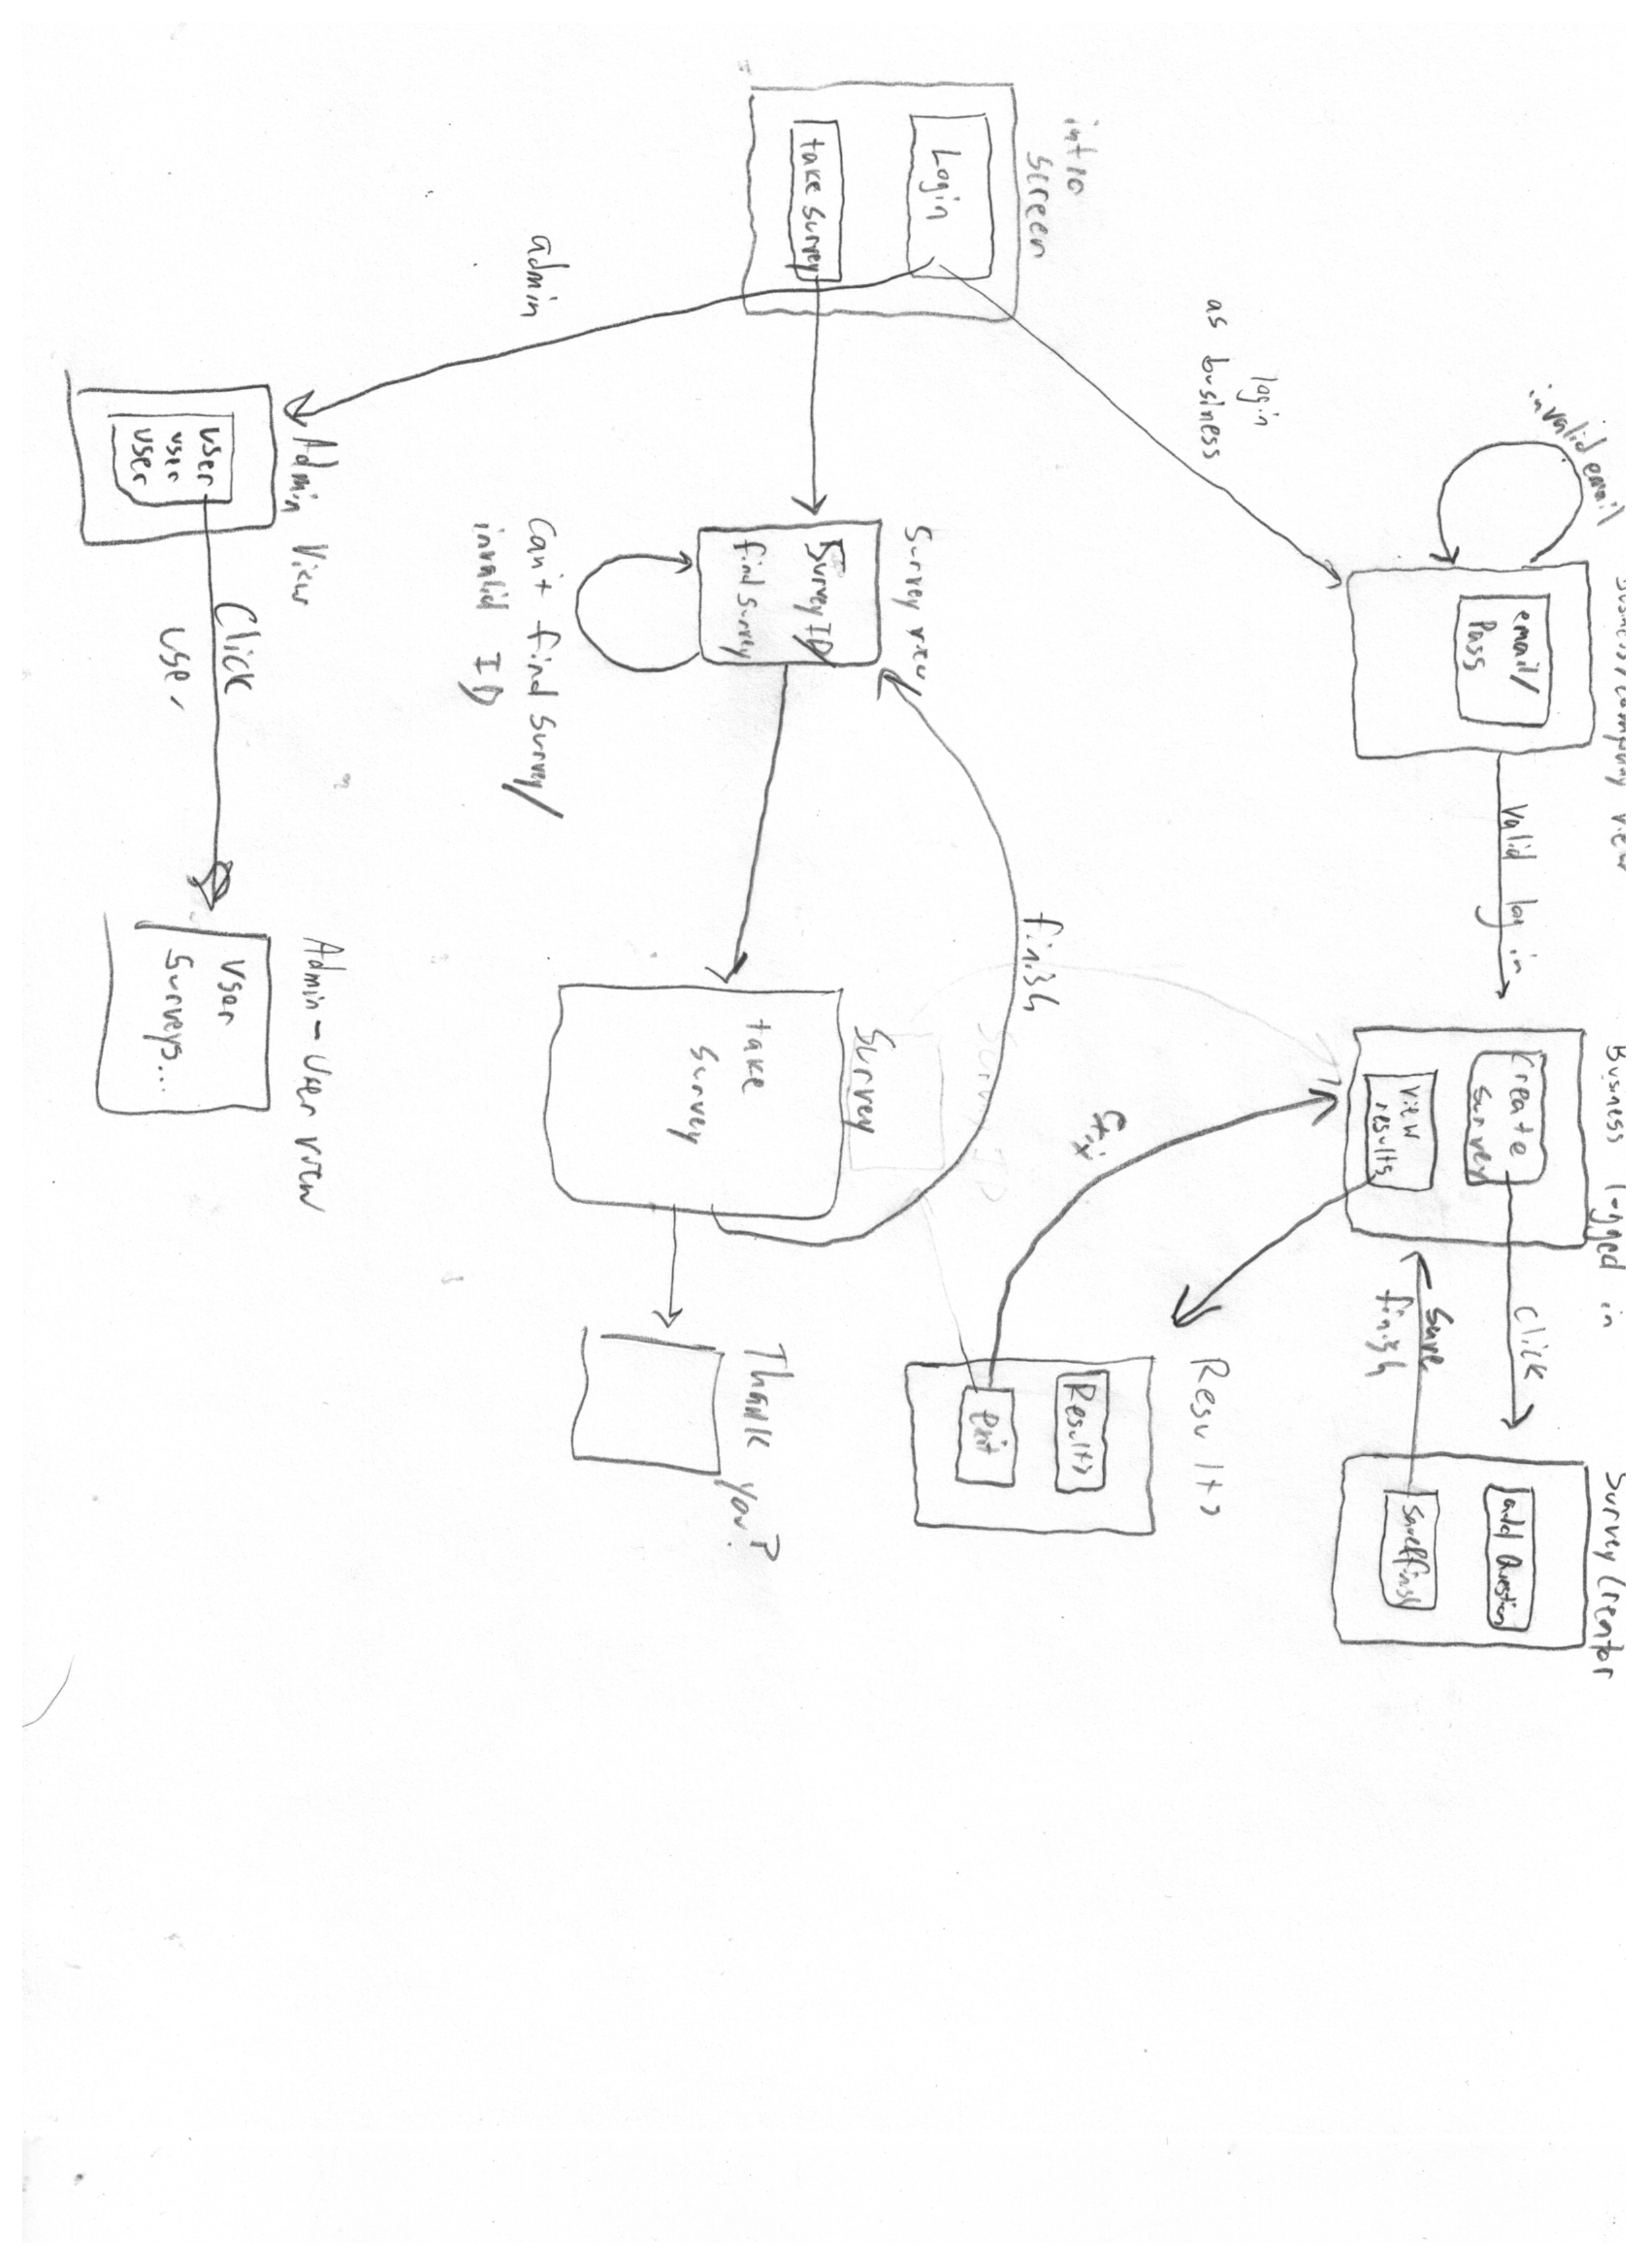 Business/company view
Business logged in
Survey Creator
invalid email
email/
Pass
Valid log in
Create
Survey
View
results
click
Save
finish
add Question
Save/finish
login
as business
intro
Screen
Login
take Survey
Results
Results
Exit
Exit
finish
Survey view
Survey ID
find Survey
Can't find Survey/
invalid ID
Survey
take
Survey
Thank you?
Survey ID
admin
Admin View
user
user
user
Click
user
Admin-User view
User
Surveys...